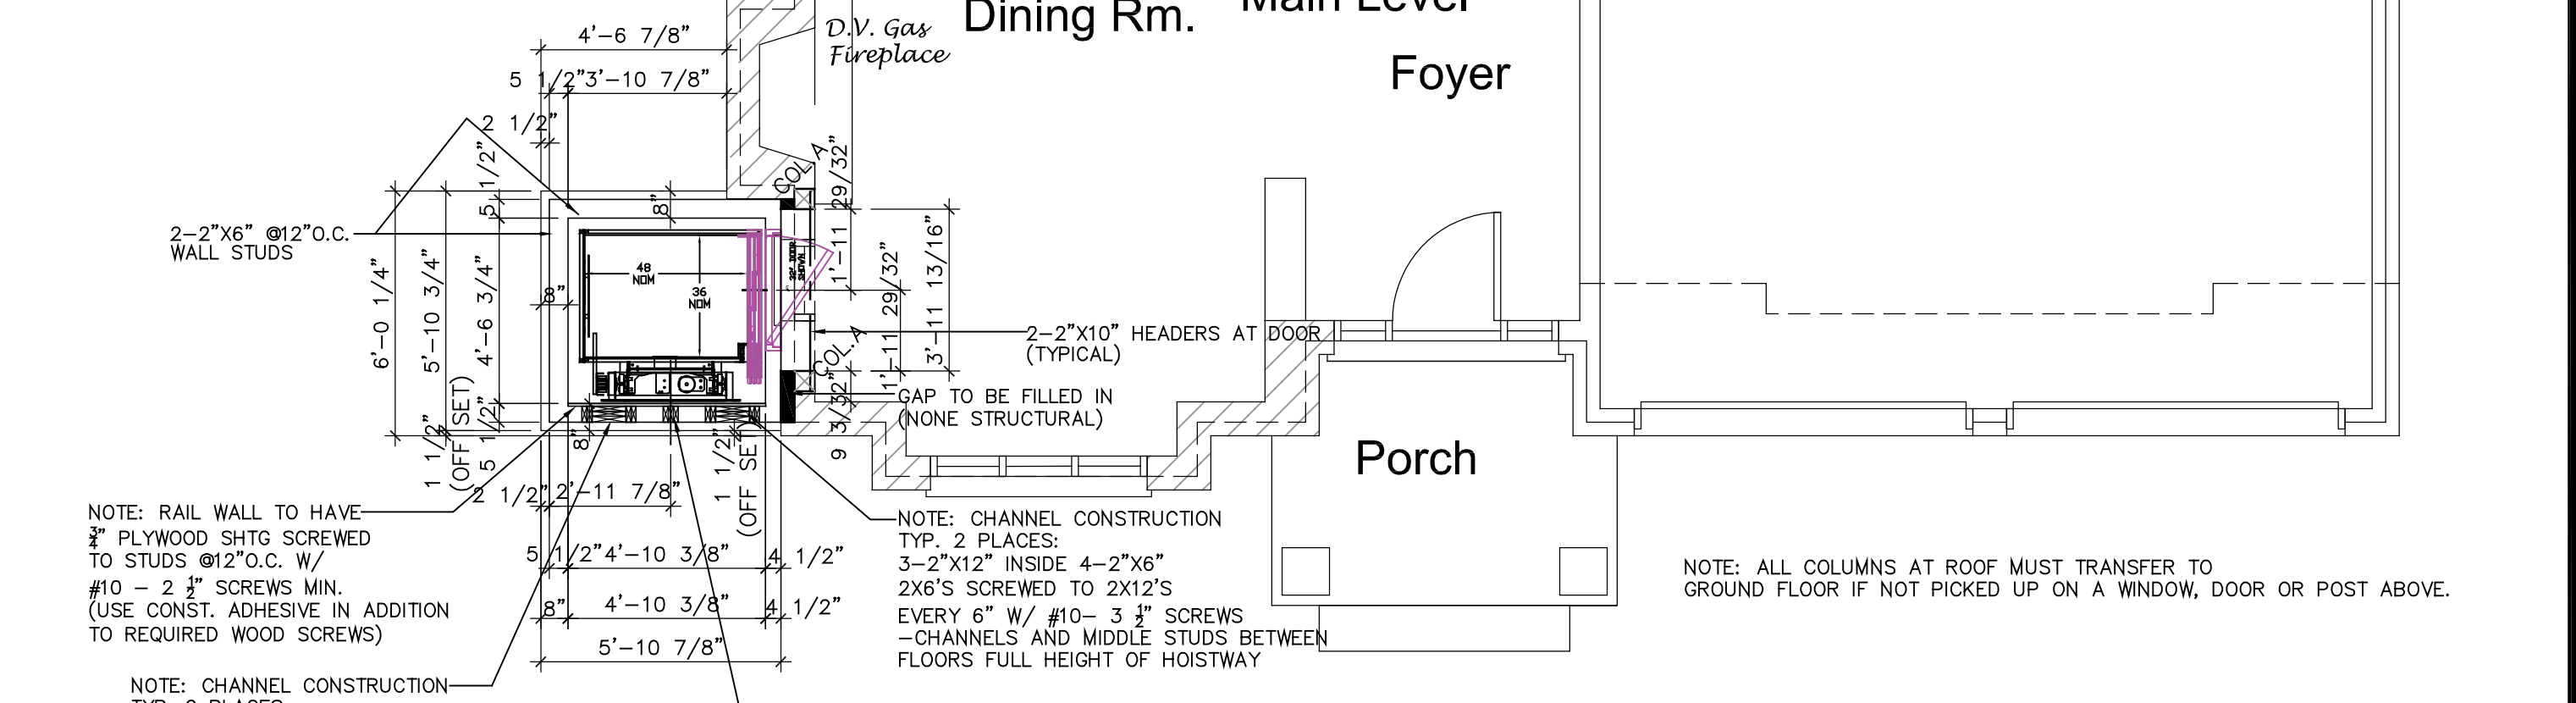 Dining Rm.
Main Level
Foyer
D.V. Gas
Fireplace
4'-6 7/8"
5 1/2"
3'-10 7/8"
2 1/2"
5 1/2"
8"
COL. A
29/32"
1'-11
2-2"X6" @12"O.C.
WALL STUDS
6'-0 1/4"
5'-10 3/4"
4'-6 3/4"
8"
48
NOM
36
NOM
32" DOOR
SHOWN
1'-11 29/32"
3'-11 13/16"
2-2"X10" HEADERS AT DOOR
(TYPICAL)
COL.A
GAP TO BE FILLED IN
(NONE STRUCTURAL)
9 3/32"
1 1/2"
(OFF SET)
5 1/2"
8"
1 1/2"
(OFF SET)
2 1/2"
2'-11 7/8"
Porch
NOTE: RAIL WALL TO HAVE
3/4" PLYWOOD SHTG SCREWED
TO STUDS @12"O.C. W/
#10 - 2 1/2" SCREWS MIN.
(USE CONST. ADHESIVE IN ADDITION
TO REQUIRED WOOD SCREWS)
NOTE: CHANNEL CONSTRUCTION
TYP. 2 PLACES:
3-2"X12" INSIDE 4-2"X6"
2X6'S SCREWED TO 2X12'S
EVERY 6" W/ #10- 3 1/2" SCREWS
-CHANNELS AND MIDDLE STUDS BETWEEN
FLOORS FULL HEIGHT OF HOISTWAY
5 1/2"
4'-10 3/8"
4 1/2"
8"
4'-10 3/8"
4 1/2"
5'-10 7/8"
NOTE: ALL COLUMNS AT ROOF MUST TRANSFER TO
GROUND FLOOR IF NOT PICKED UP ON A WINDOW, DOOR OR POST ABOVE.
NOTE: CHANNEL CONSTRUCTION
TYP. 2 PLACES: